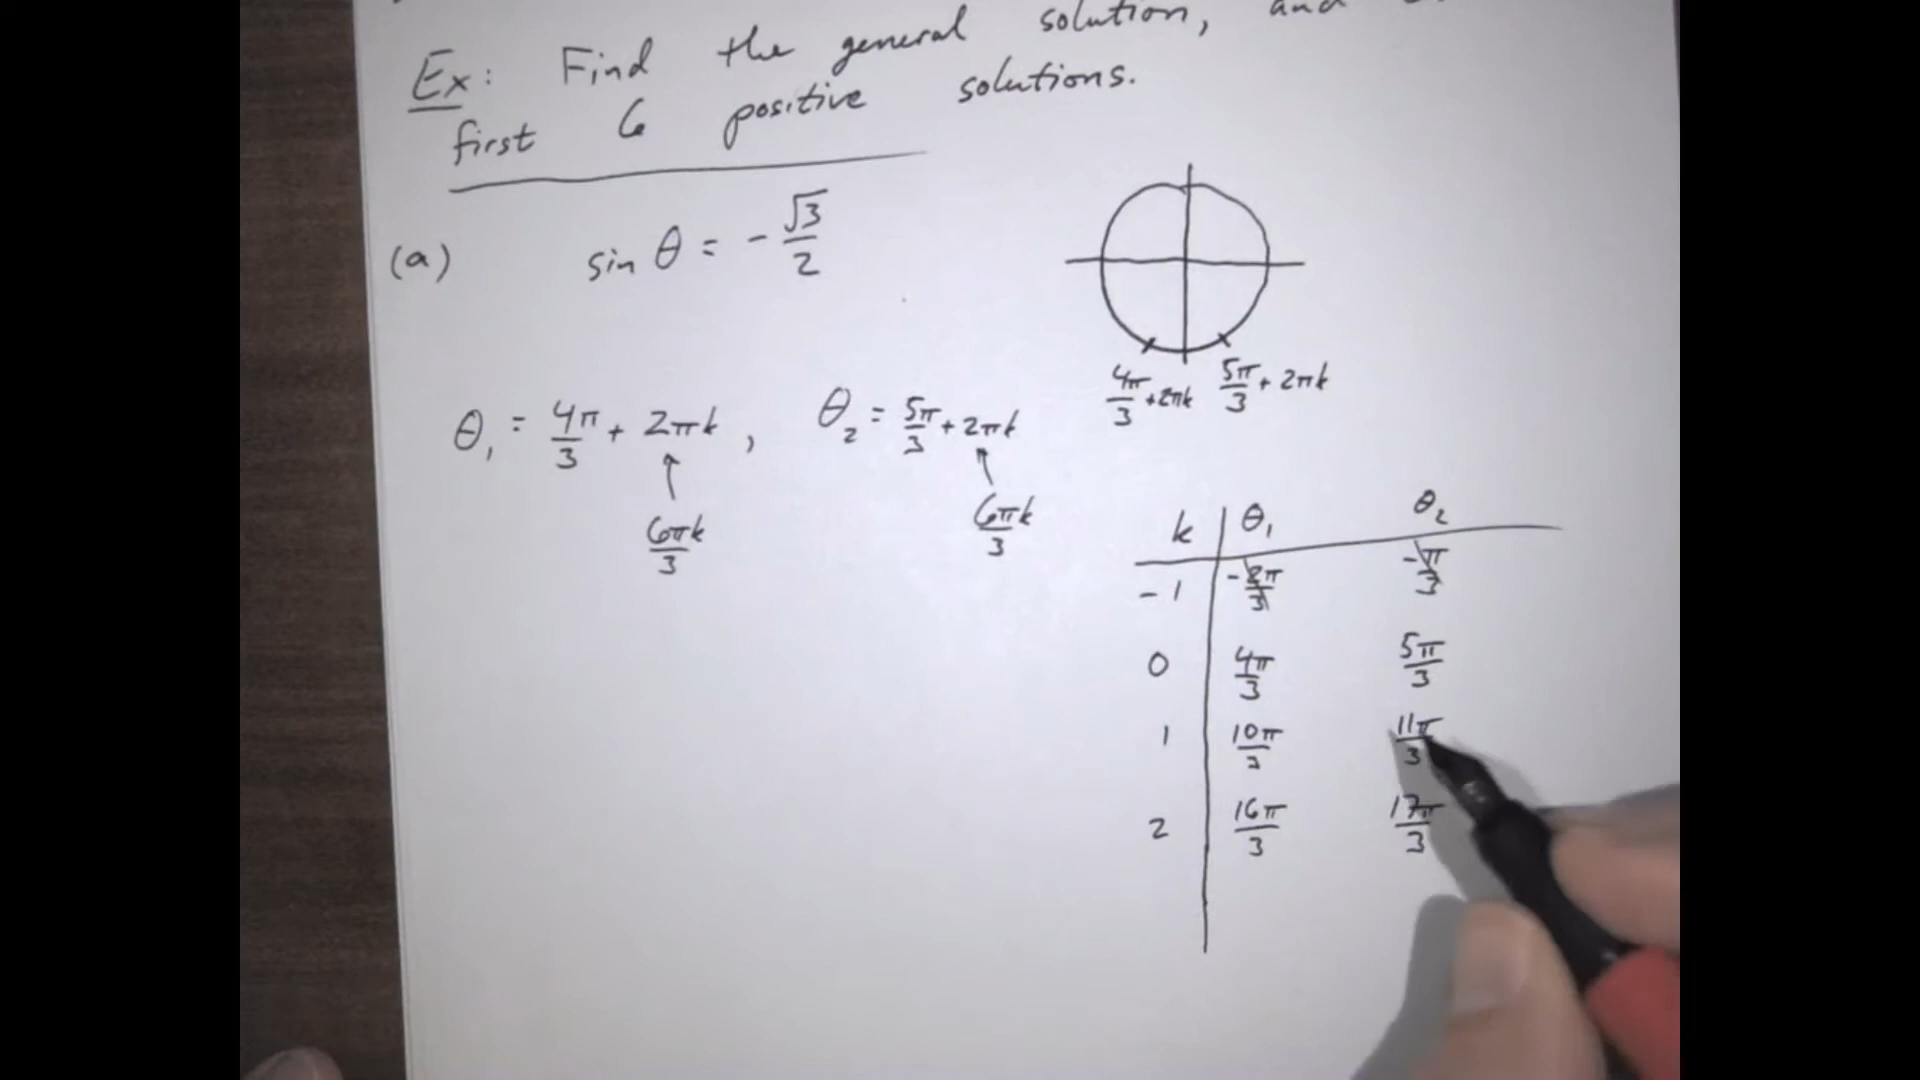 Ex: Find the general solution, and
first 6 positive solutions.
(a) sin θ = -√3/2
4π/3 + 2πk 5π/3 + 2πk
θ₁ = 4π/3 + 2πk , θ₂ = 5π/3 + 2πk
↑ ↑
6πk/3 6πk/3
k θ₁ θ₂
-1 -2π/3 -π/3
0 4π/3 5π/3
1 10π/3 11π/3
2 16π/3 17π/3